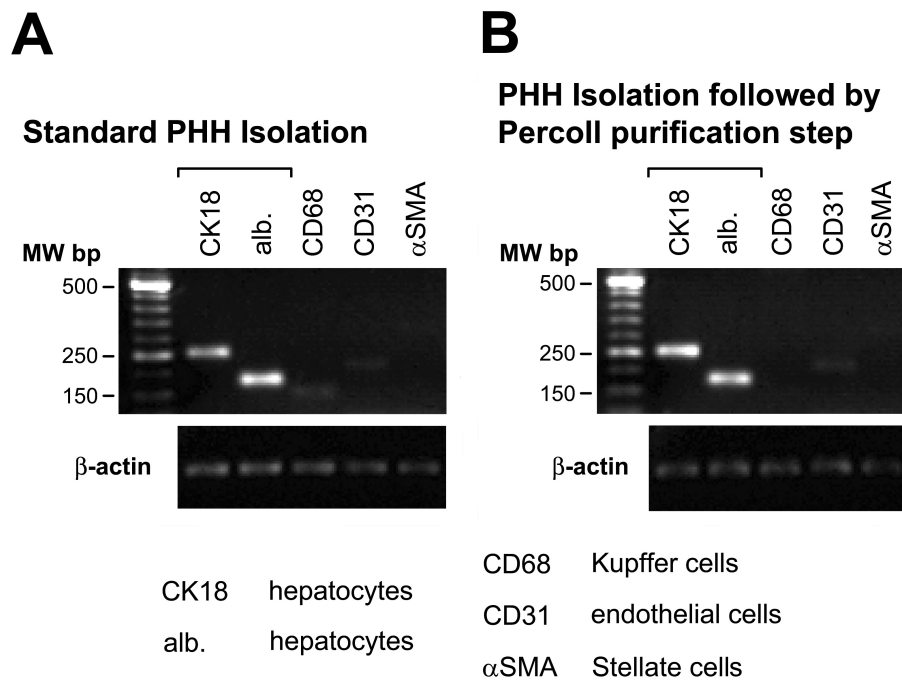 A
Standard PHH Isolation
CK18
alb.
CD68
CD31
αSMA
MW bp
500
250
150
β-actin
B
PHH Isolation followed by
Percoll purification step
CK18
alb.
CD68
CD31
αSMA
MW bp
500
250
150
β-actin
CK18 hepatocytes
alb. hepatocytes
CD68 Kupffer cells
CD31 endothelial cells
αSMA Stellate cells